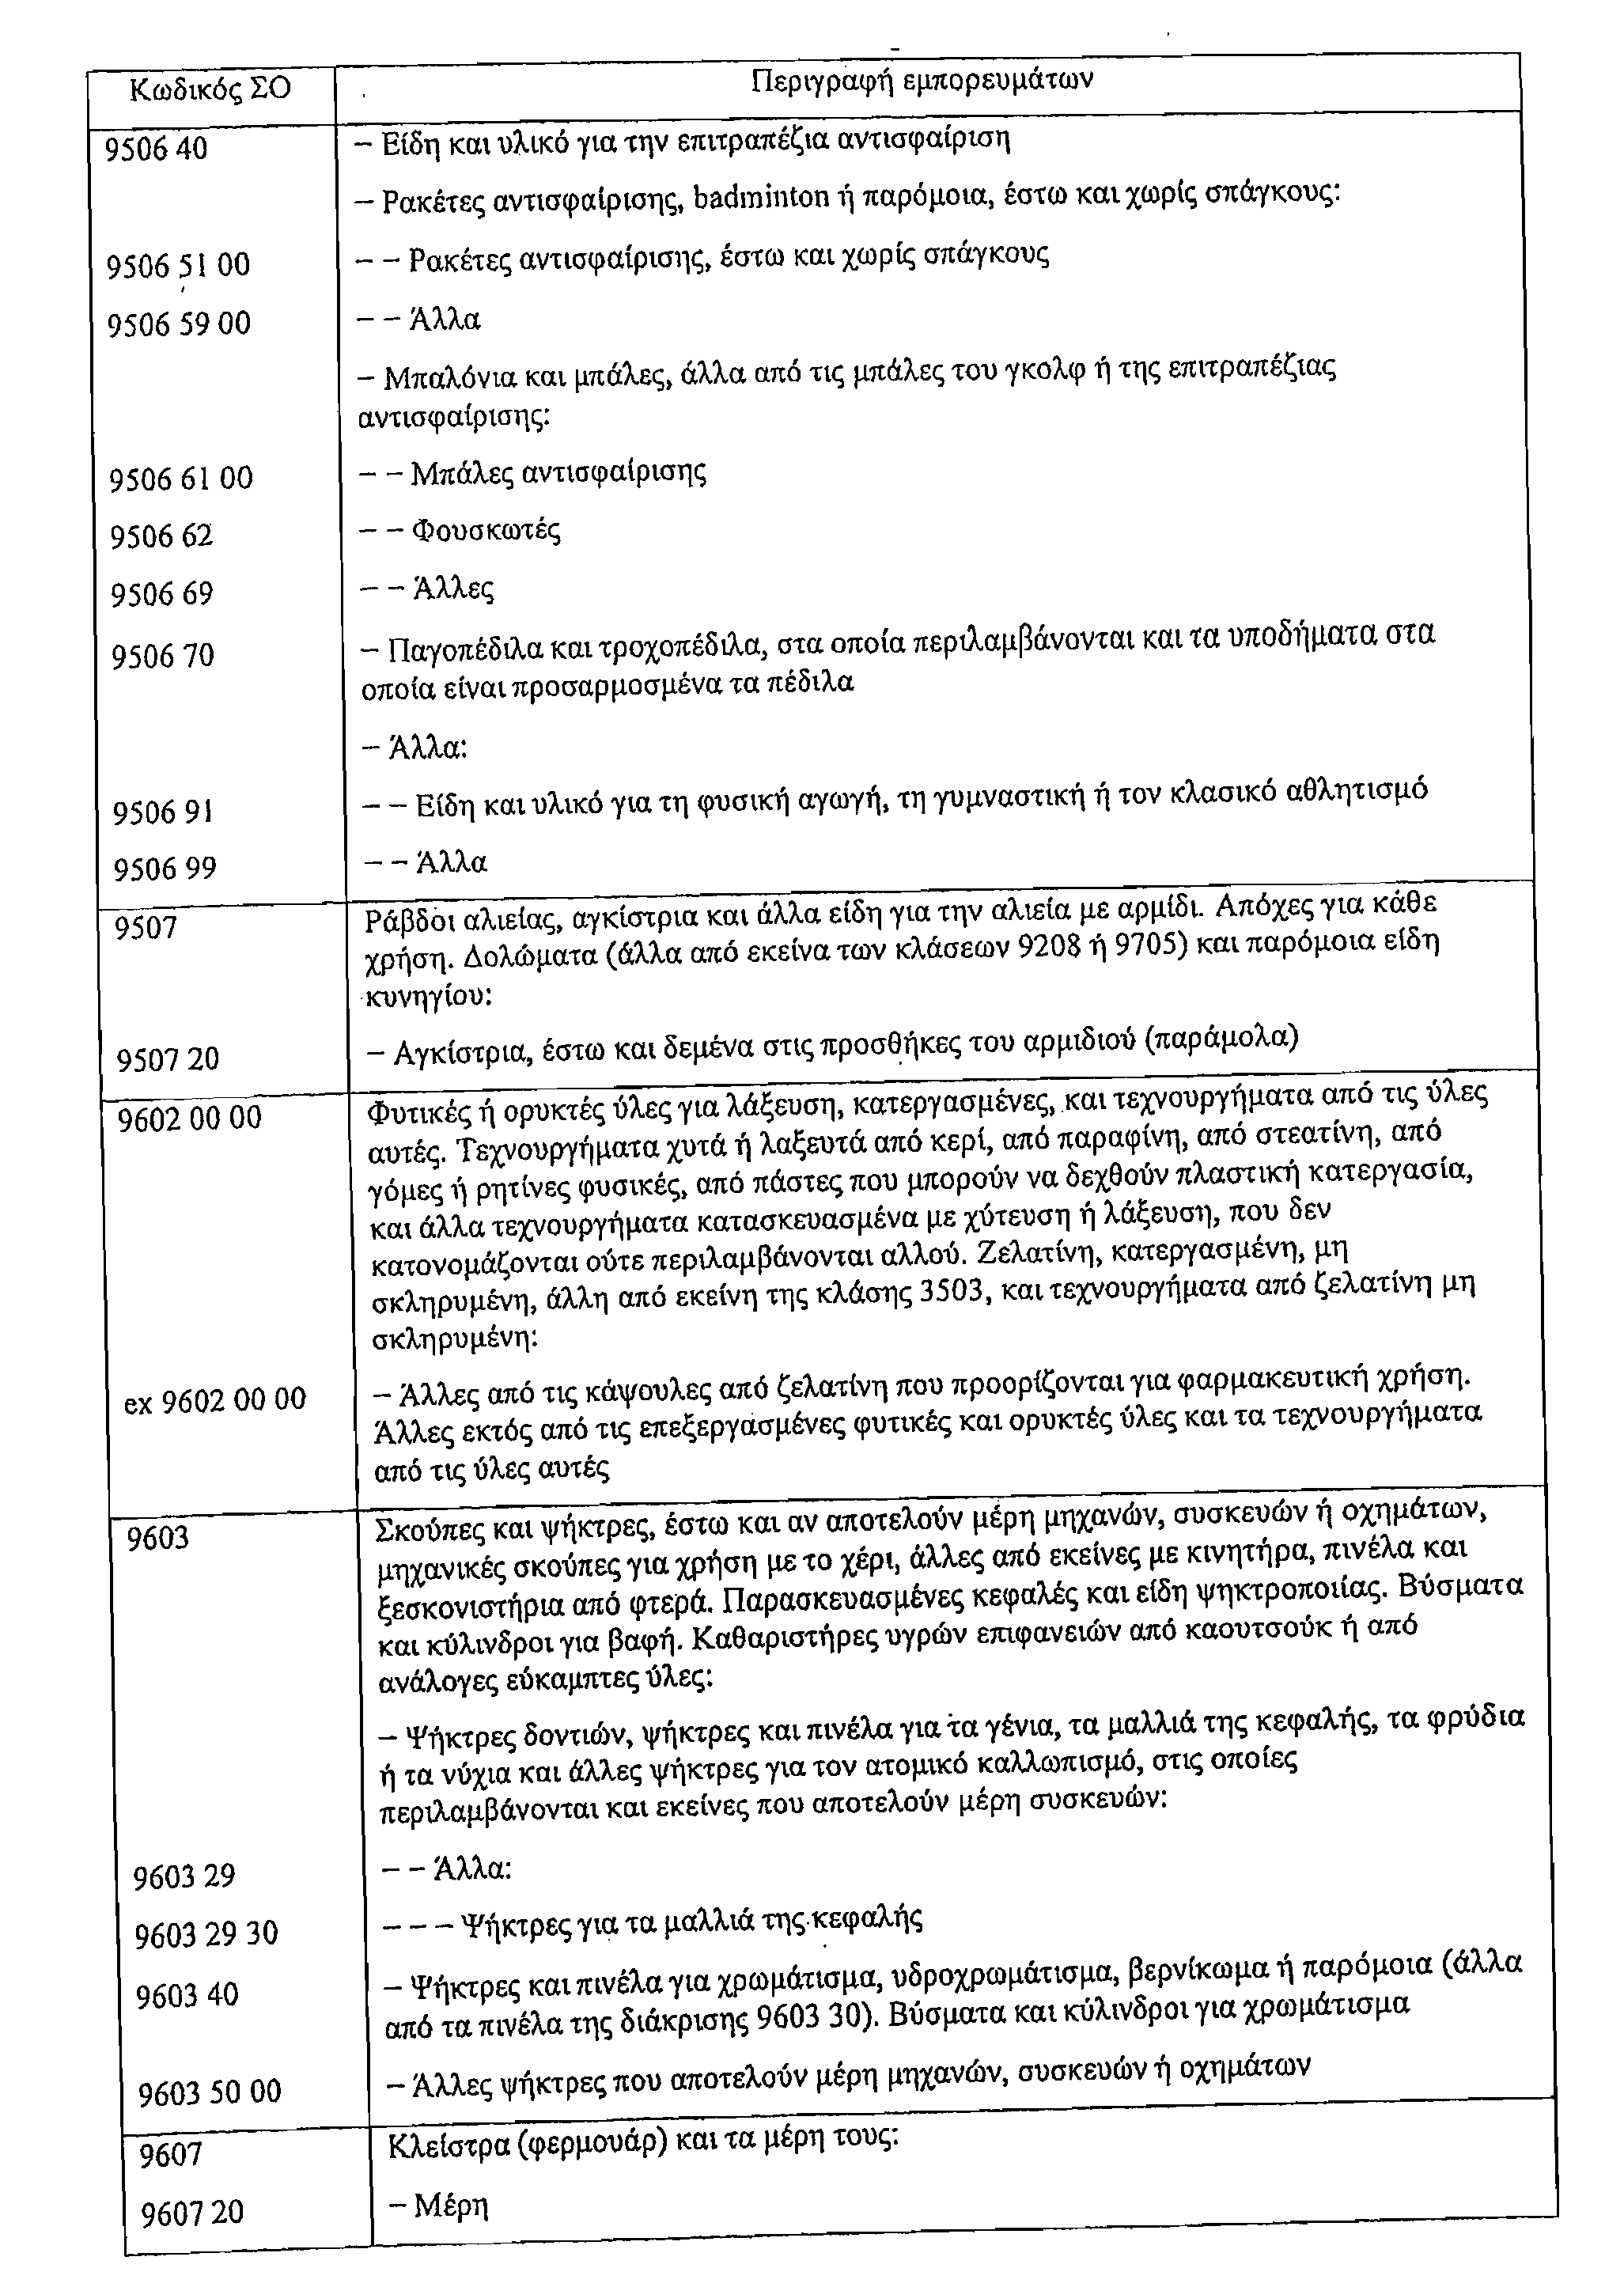 Κωδικός ΣΟ
Περιγραφή εμπορευμάτων
9506 40
– Είδη και υλικό για την επιτραπέζια αντισφαίριση
– Ρακέτες αντισφαίρισης, badminton ή παρόμοια, έστω και χωρίς σπάγκους:
9506 51 00
– – Ρακέτες αντισφαίρισης, έστω και χωρίς σπάγκους
9506 59 00
– – Άλλα
– Μπαλόνια και μπάλες, άλλα από τις μπάλες του γκολφ ή της επιτραπέζιας
αντισφαίρισης:
9506 61 00
– – Μπάλες αντισφαίρισης
9506 62
– – Φουσκωτές
9506 69
– – Άλλες
9506 70
– Παγοπέδιλα και τροχοπέδιλα, στα οποία περιλαμβάνονται και τα υποδήματα στα
οποία είναι προσαρμοσμένα τα πέδιλα
– Άλλα:
9506 91
– – Είδη και υλικό για τη φυσική αγωγή, τη γυμναστική ή τον κλασικό αθλητισμό
9506 99
– – Άλλα
9507
Ράβδοι αλιείας, αγκίστρια και άλλα είδη για την αλιεία με αρμίδι. Απόχες για κάθε
χρήση. Δολώματα (άλλα από εκείνα των κλάσεων 9208 ή 9705) και παρόμοια είδη
κυνηγίου:
9507 20
– Αγκίστρια, έστω και δεμένα στις προσθήκες του αρμιδιού (παράμολα)
9602 00 00
Φυτικές ή ορυκτές ύλες για λάξευση, κατεργασμένες, και τεχνουργήματα από τις ύλες
αυτές. Τεχνουργήματα χυτά ή λαξευτά από κερί, από παραφίνη, από στεατίνη, από
γόμες ή ρητίνες φυσικές, από πάστες που μπορούν να δεχθούν πλαστική κατεργασία,
και άλλα τεχνουργήματα κατασκευασμένα με χύτευση ή λάξευση, που δεν
κατονομάζονται ούτε περιλαμβάνονται αλλού. Ζελατίνη, κατεργασμένη, μη
σκληρυμένη, άλλη από εκείνη της κλάσης 3503, και τεχνουργήματα από ζελατίνη μη
σκληρυμένη:
ex 9602 00 00
– Άλλες από τις κάψουλες από ζελατίνη που προορίζονται για φαρμακευτική χρήση.
Άλλες εκτός από τις επεξεργασμένες φυτικές και ορυκτές ύλες και τα τεχνουργήματα
από τις ύλες αυτές
9603
Σκούπες και ψήκτρες, έστω και αν αποτελούν μέρη μηχανών, συσκευών ή οχημάτων,
μηχανικές σκούπες για χρήση με το χέρι, άλλες από εκείνες με κινητήρα, πινέλα και
ξεσκονιστήρια από φτερά. Παρασκευασμένες κεφαλές και είδη ψηκτροποιίας. Βύσματα
και κύλινδροι για βαφή. Καθαριστήρες υγρών επιφανειών από καουτσούκ ή από
ανάλογες εύκαμπτες ύλες:
– Ψήκτρες δοντιών, ψήκτρες και πινέλα για τα γένια, τα μαλλιά της κεφαλής, τα φρύδια
ή τα νύχια και άλλες ψήκτρες για τον ατομικό καλλωπισμό, στις οποίες
περιλαμβάνονται και εκείνες που αποτελούν μέρη συσκευών:
9603 29
– – Άλλα:
9603 29 30
– – – Ψήκτρες για τα μαλλιά της κεφαλής
9603 40
– Ψήκτρες και πινέλα για χρωμάτισμα, υδροχρωμάτισμα, βερνίκωμα ή παρόμοια (άλλα
από τα πινέλα της διάκρισης 9603 30). Βύσματα και κύλινδροι για χρωμάτισμα
9603 50 00
– Άλλες ψήκτρες που αποτελούν μέρη μηχανών, συσκευών ή οχημάτων
9607
Κλείστρα (φερμουάρ) και τα μέρη τους:
9607 20
– Μέρη